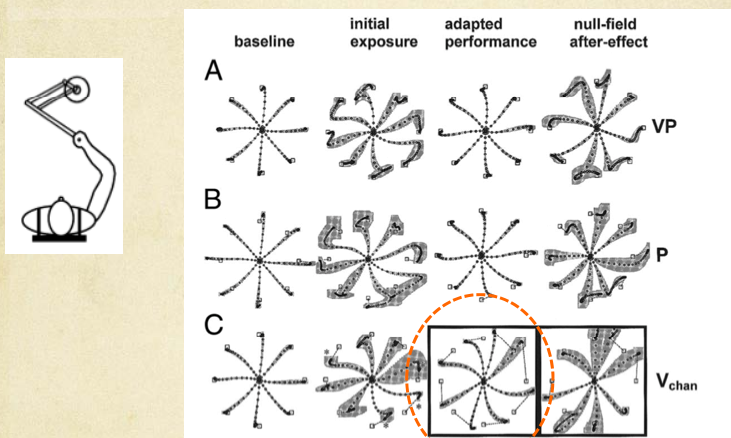 baseline
initial exposure
adapted performance
null-field after-effect
A
VP
B
P
C
Vchan